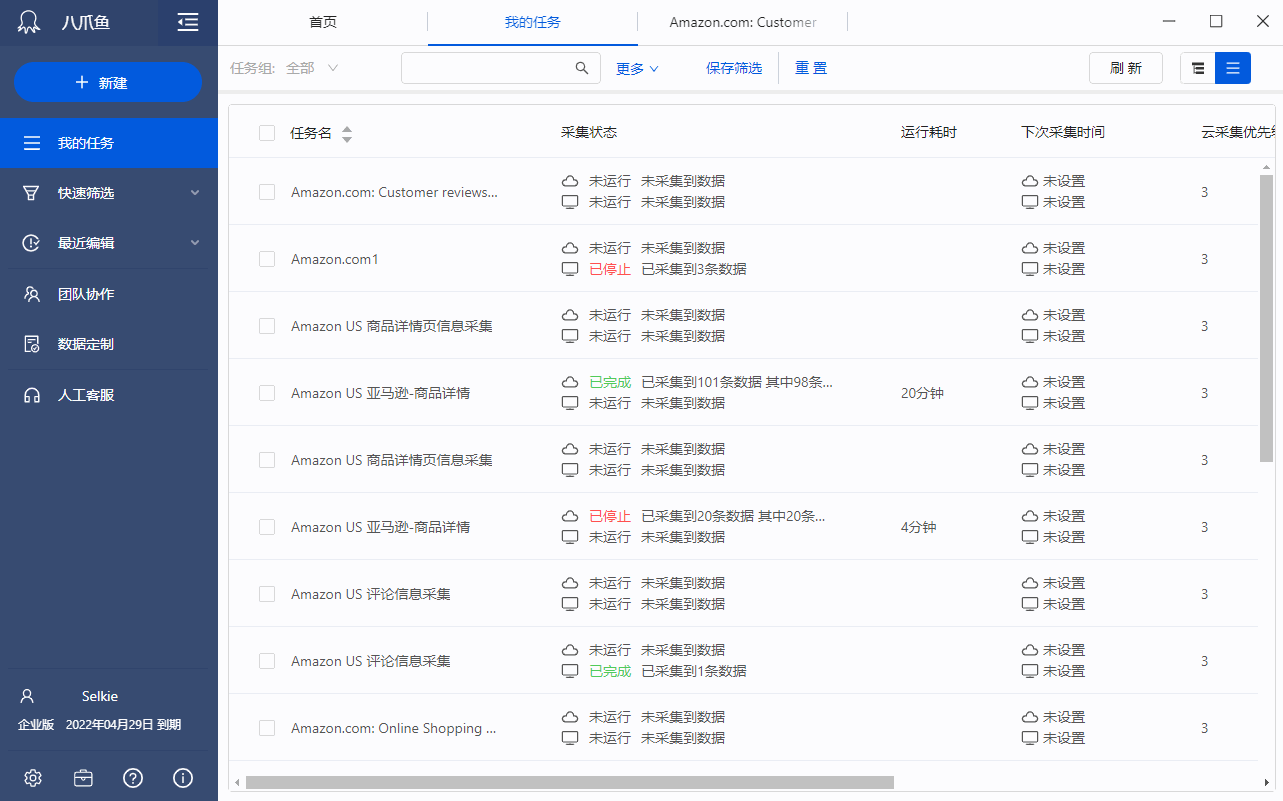 八爪鱼
首页
我的任务
Amazon.com: Customer
新建
任务组: 全部
更多
保存筛选
重 置
刷 新
我的任务
快速筛选
最近编辑
团队协作
数据定制
人工客服
任务名
采集状态
运行耗时
下次采集时间
云采集优先级
Amazon.com: Customer reviews...
未运行 未采集到数据
未运行 未采集到数据
未设置
未设置
3
Amazon.com1
未运行 未采集到数据
已停止 已采集到3条数据
未设置
未设置
3
Amazon US 商品详情页信息采集
未运行 未采集到数据
未运行 未采集到数据
未设置
未设置
3
Amazon US 亚马逊-商品详情
已完成 已采集到101条数据 其中98条...
未运行 未采集到数据
20分钟
未设置
未设置
3
Amazon US 商品详情页信息采集
未运行 未采集到数据
未运行 未采集到数据
未设置
未设置
3
Amazon US 亚马逊-商品详情
已停止 已采集到20条数据 其中20条...
未运行 未采集到数据
4分钟
未设置
未设置
3
Amazon US 评论信息采集
未运行 未采集到数据
未运行 未采集到数据
未设置
未设置
3
Amazon US 评论信息采集
未运行 未采集到数据
已完成 已采集到1条数据
未设置
未设置
3
Amazon.com: Online Shopping ...
未运行 未采集到数据
未运行 未采集到数据
未设置
未设置
3
Selkie
企业版 2022年04月29日 到期